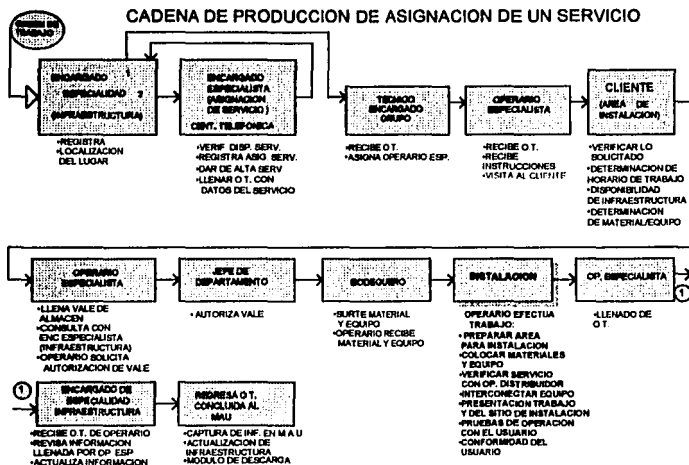 CADENA DE PRODUCCION DE ASIGNACION DE UN SERVICIO
ORDEN DE
TRABAJO
ENCARGADO 1
ESPECIALIDAD 2
(INFRAESTRUCTURA)
•REGISTRA
•LOCALIZACION
DEL LUGAR
ENCARGADO
ESPECIALISTA
(ASIGNACION
DE SERVICIO)
CENT. TELEFONICA
•VERIF DISP. SERV.
•REGISTRA ASIG SERV.
•DAR DE ALTA SERV
•LLENAR O T. CON
DATOS DEL SERVICIO
TECNICO
ENCARGADO
GRUPO
•RECIBE O T.
•ASIGNA OPERARIO ESP.
OPERARIO
ESPECIALISTA
•RECIBE O T.
•RECIBE
INSTRUCCIONES
•VISITA AL CLIENTE
CLIENTE
(AREA DE
INSTALACION)
•VERIFICAR LO
SOLICITADO
•DETERMINACION DE
HORARIO DE TRABAJO
•DISPONIBILIDAD
DE INFRAESTRUCTURA
•DETERMINACION
DE MATERIAL/EQUIPO
OPERARIO
ESPECIALISTA
•LLENA VALE DE
ALMACEN
•CONSULTA CON
ENC ESPECIALISTA
(INFRAESTRUCTURA)
•OPERARIO SOLICITA
AUTORIZACION DE VALE
JEFE DE
DEPARTAMENTO
•AUTORIZA VALE
BODEGUERO
•SURTE MATERIAL
Y EQUIPO
•OPERARIO RECIBE
MATERIAL Y EQUIPO
INSTALACION
OPERARIO EFECTUA
TRABAJO:
•PREPARAR AREA
PARA INSTALACION
•COLOCAR MATERIALES
Y EQUIPO
•VERIFICAR SERVICIO
CON OP. DISTRIBUIDOR
•INTERCONECTAR EQUIPO
•PRESENTACION TRABAJO
Y DEL SITIO DE INSTALACION
•PRUEBAS DE OPERACION
CON EL USUARIO
•CONFORMIDAD DEL
USUARIO
OP. ESPECIALISTA
1
•LLENADO DE
O T.
1
ENCARGADO DE
ESPECIALIDAD
INFRAESTRUCTURA
•RECIBE O.T. DE OPERARIO
•REVISA INFORMACION
LLENADA POR OP ESP
•ACTUALIZA INFORMACION
REGRESA O T.
CONCLUIDA AL
MAU
•CAPTURA DE INF. EN M A U
•ACTUALIZACION DE
INFRAESTRUCTURA
•MODULO DE DESCARGA